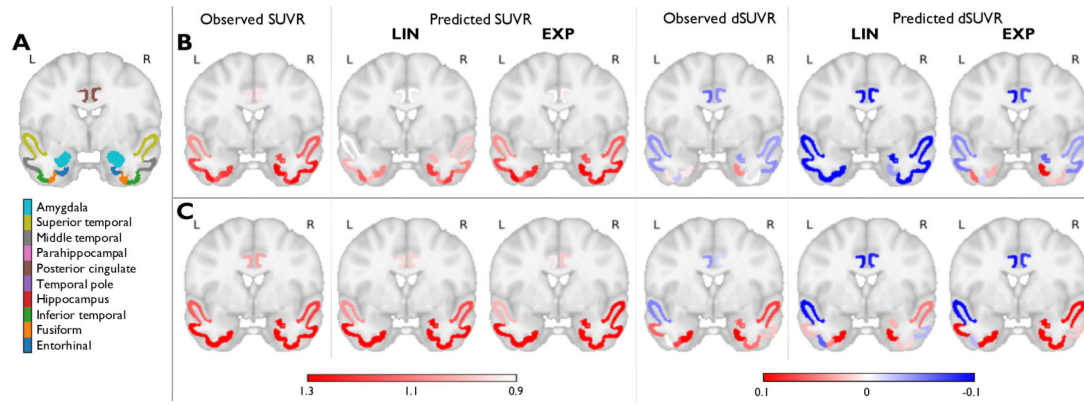 Observed SUVR
Predicted SUVR
Observed dSUVR
Predicted dSUVR
LIN
EXP
LIN
EXP
A
B
L
R
L
R
L
R
L
R
L
R
L
R
L
R
Amygdala
Superior temporal
Middle temporal
Parahippocampal
Posterior cingulate
Temporal pole
Hippocampus
Inferior temporal
Fusiform
Entorhinal
C
L
R
L
R
L
R
L
R
L
R
L
R
1.3
1.1
0.9
0.1
0
-0.1